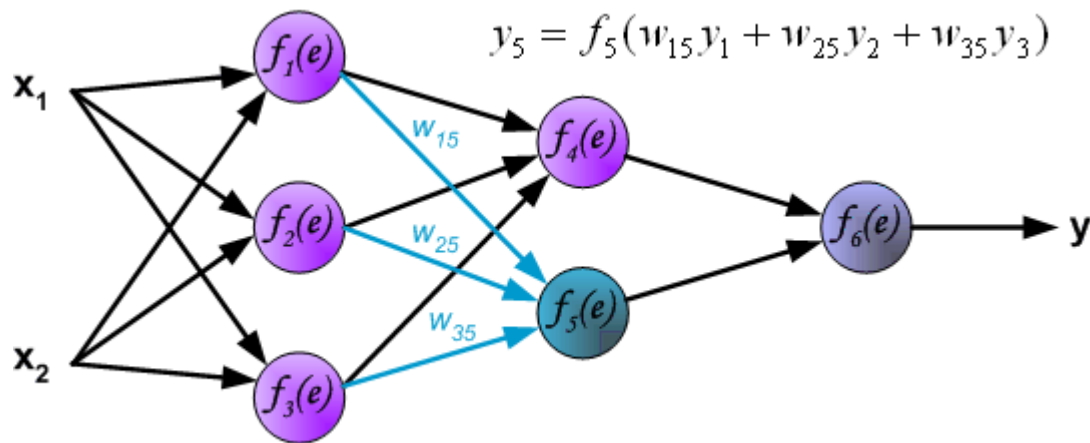 y₅ = f₅(w₁₅y₁ + w₂₅y₂ + w₃₅y₃)
x₁
x₂
f₁(e)
f₂(e)
f₃(e)
w₁₅
w₂₅
w₃₅
f₄(e)
f₅(e)
f₆(e)
y